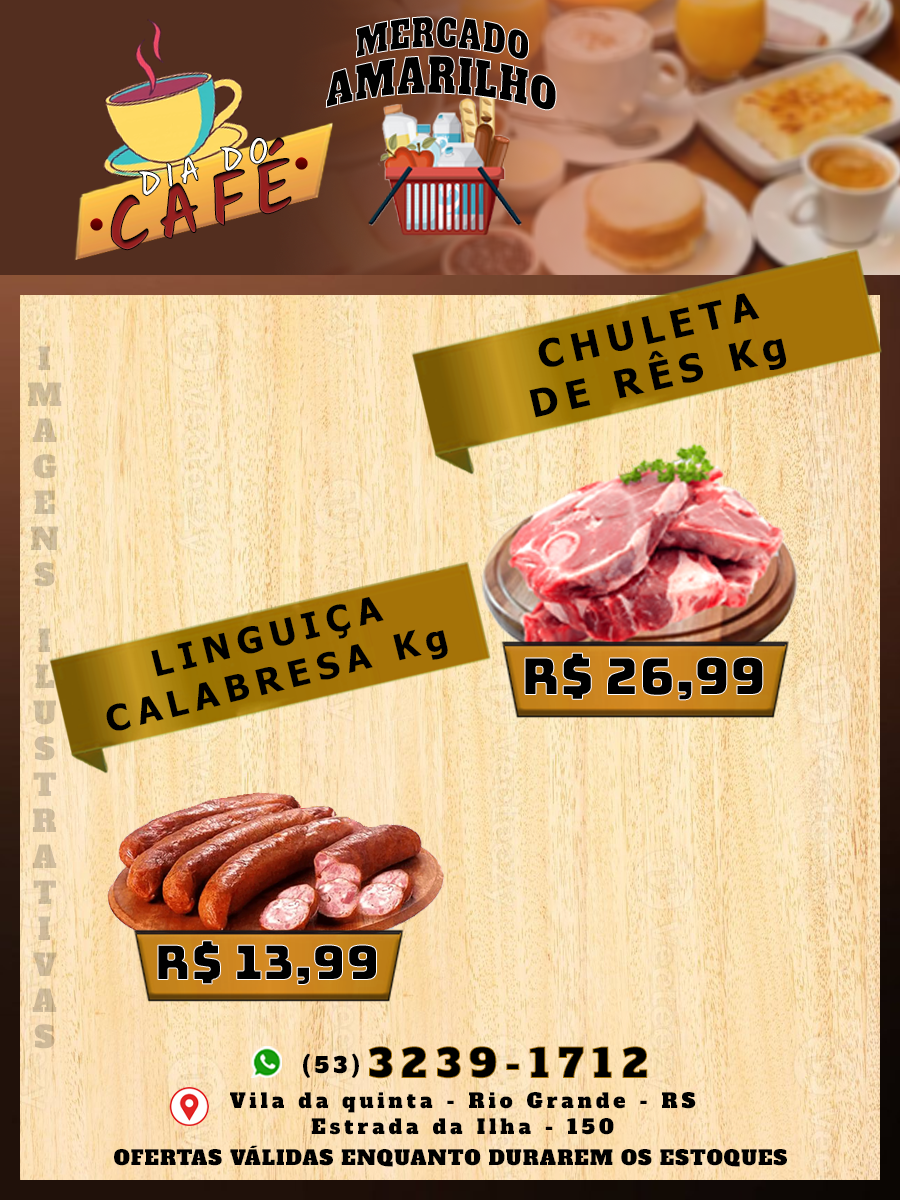 MERCADO
AMARILHO
DIA DO
CAFÉ
CHULETA
DE RÊS Kg
R$ 26,99
LINGUIÇA
CALABRESA Kg
R$ 13,99
IMAGENS ILUSTRATIVAS
(53) 3239-1712
Vila da quinta - Rio Grande - RS
Estrada da Ilha - 150
OFERTAS VÁLIDAS ENQUANTO DURAREM OS ESTOQUES